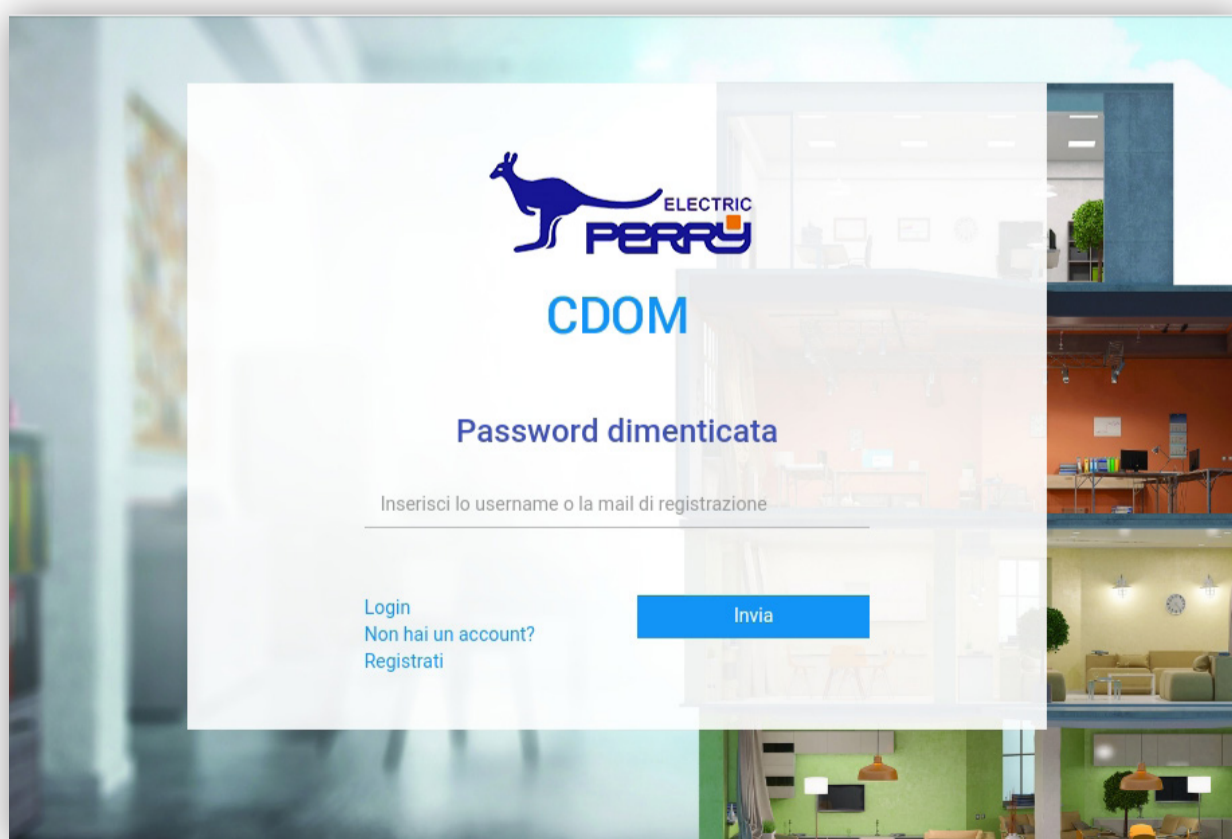 ELECTRIC
PERRY
CDOM
Password dimenticata
Inserisci lo username o la mail di registrazione
Login
Non hai un account?
Registrati
Invia